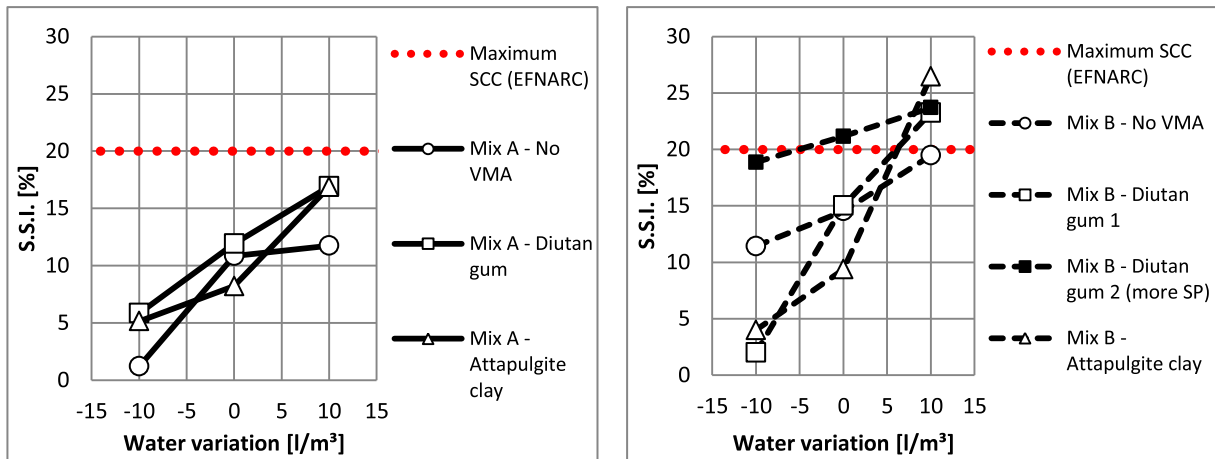 30
25
20
15
10
5
0
S.S.I. [%]
-15 -10 -5 0 5 10 15
Water variation [l/m³]
Maximum
SCC (EFNARC)
Mix A - No
VMA
Mix A - Diutan
gum
Mix A -
Attapulgite
clay
30
25
20
15
10
5
0
S.S.I. [%]
-15 -10 -5 0 5 10 15
Water variation [l/m³]
Maximum SCC
(EFNARC)
Mix B - No VMA
Mix B - Diutan
gum 1
Mix B - Diutan
gum 2 (more SP)
Mix B -
Attapulgite clay